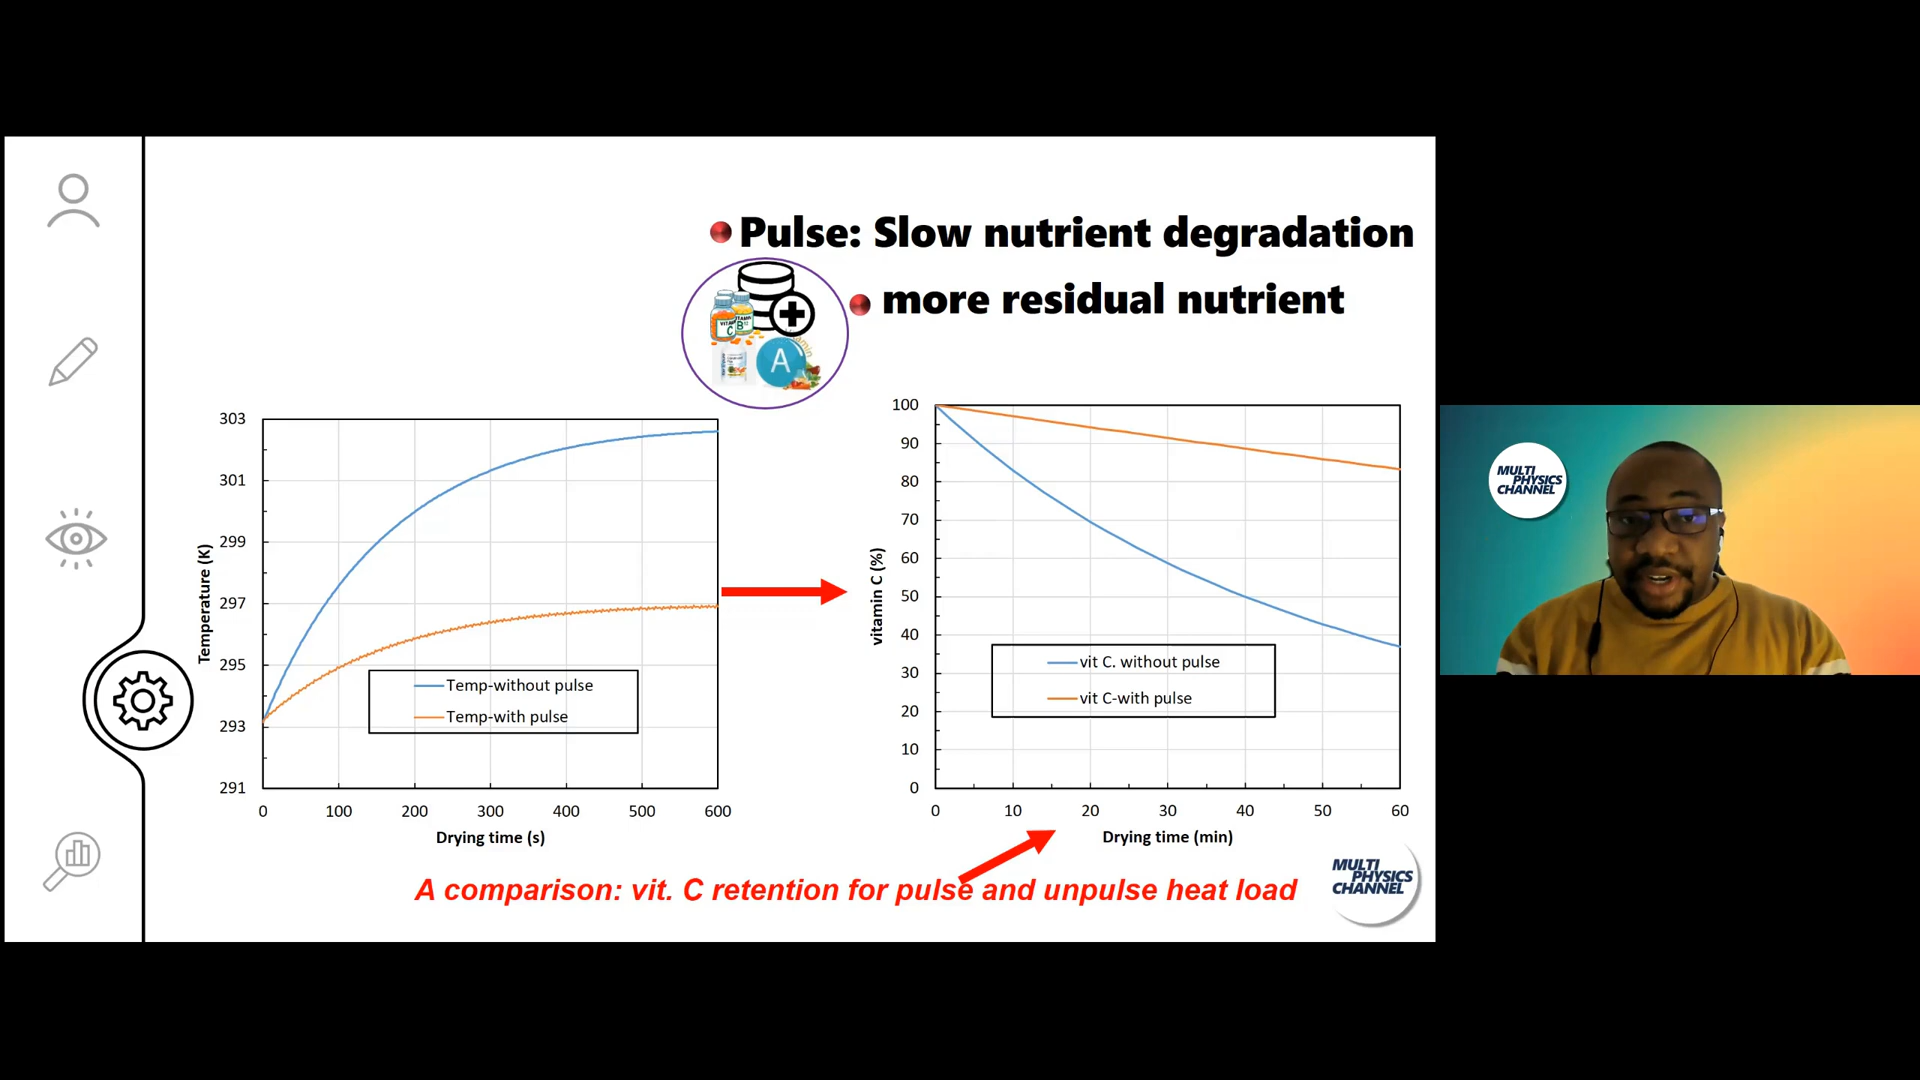 Pulse: Slow nutrient degradation
more residual nutrient
VITAMIN
C
B12
A
303
301
299
297
295
293
291
Temperature (K)
Temp-without pulse
Temp-with pulse
0 100 200 300 400 500 600
Drying time (s)
100
90
80
70
60
50
40
30
20
10
0
vitamin C (%)
vit C. without pulse
vit C-with pulse
0 10 20 30 40 50 60
Drying time (min)
A comparison: vit. C retention for pulse and unpulse heat load
MULTI
PHYSICS
CHANNEL
MULTI
PHYSICS
CHANNEL